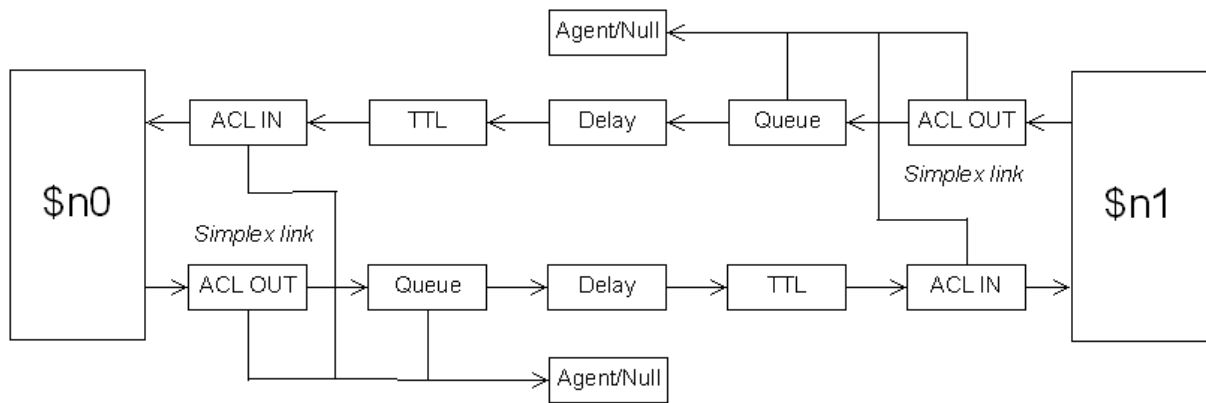 Agent/Null
ACL IN
TTL
Delay
Queue
ACL OUT
$n0
Simplex link
Simplex link
$n1
ACL OUT
Queue
Delay
TTL
ACL IN
Agent/Null